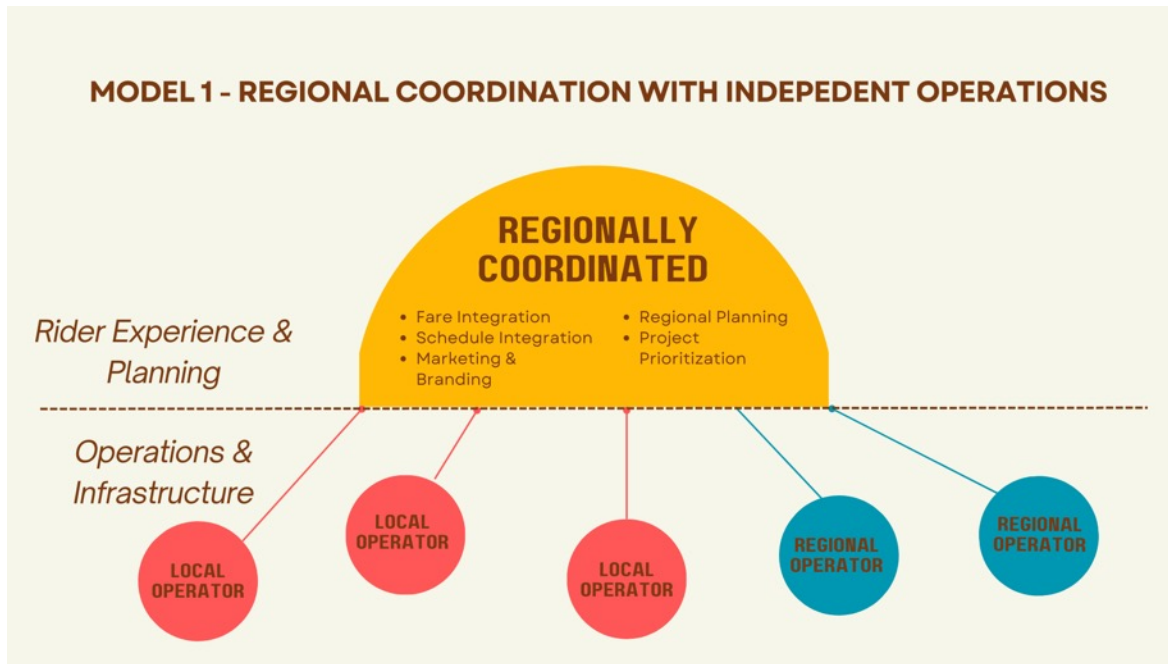 MODEL 1 - REGIONAL COORDINATION WITH INDEPEDENT OPERATIONS
REGIONALLY
COORDINATED
• Fare Integration
• Schedule Integration
• Marketing &
Branding
• Regional Planning
• Project
Prioritization
Rider Experience &
Planning
Operations &
Infrastructure
LOCAL
OPERATOR
LOCAL
OPERATOR
LOCAL
OPERATOR
REGIONAL
OPERATOR
REGIONAL
OPERATOR